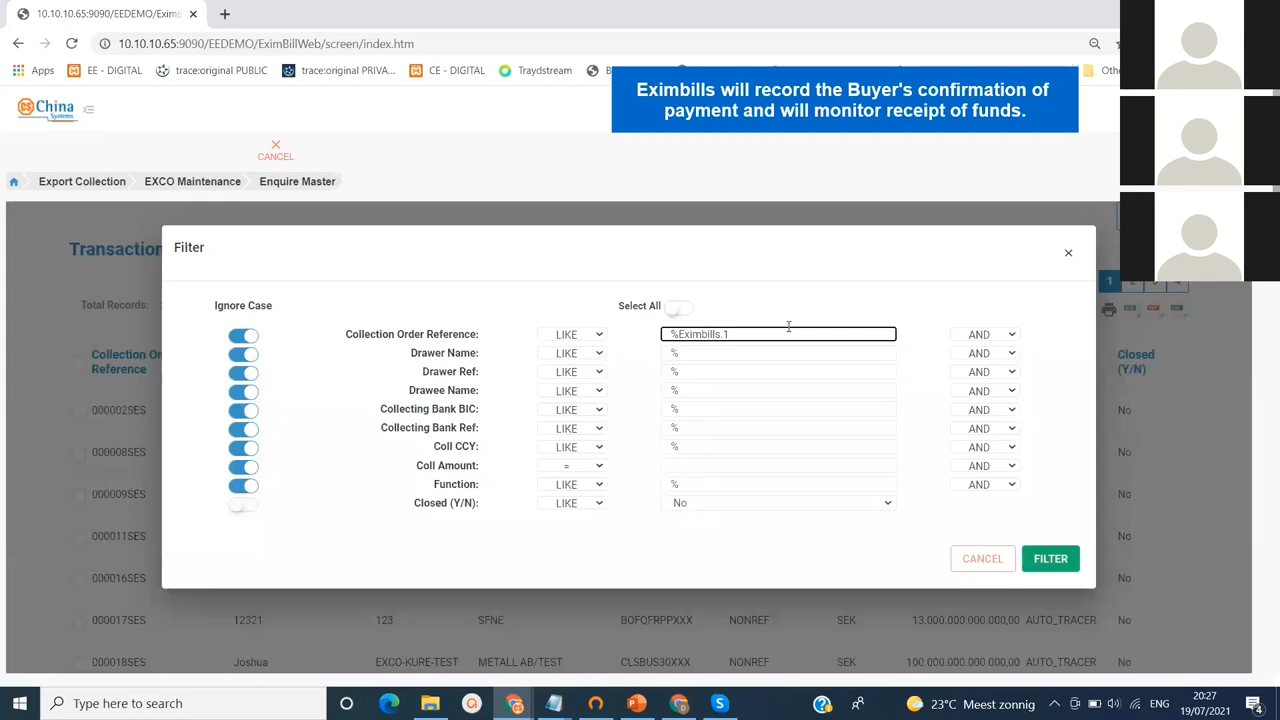 10.10.10.65:9090/EEDEMO/Eximb
10.10.10.65:9090/EEDEMO/EximBillWeb/screen/index.htm
Apps
EE - DIGITAL
trace:original PUBLIC
trace:original PRIVA...
CE - DIGITAL
Traydstream
Eximbills will record the Buyer's confirmation of
payment and will monitor receipt of funds.
China
Systems
CANCEL
Export Collection
EXCO Maintenance
Enquire Master
Transaction
Filter
1
2
3
4
Total Records:
Ignore Case
Select All
Collection Order Reference:
LIKE
%Eximbills.1
AND
Drawer Name:
LIKE
%
AND
Drawer Ref:
LIKE
%
AND
Drawee Name:
LIKE
%
AND
Collecting Bank BIC:
LIKE
%
AND
Collecting Bank Ref:
LIKE
%
AND
Coll CCY:
LIKE
%
AND
Coll Amount:
=
AND
Function:
LIKE
%
AND
Closed (Y/N):
LIKE
No
CANCEL
FILTER
Collection Or
Reference
Closed
(Y/N)
000002SES
No
000008SES
No
000009SES
No
000011SES
No
000016SES
No
000017SES
12321
123
SFNE
BOFQFRPPXXX
NONREF
SEK
13.000.000.000.000,00
AUTO_TRACER
No
000018SES
Joshua
EXCO-KURE-TEST
METALL AB/TEST
CLSBUS30XXX
NONREF
SEK
100.000.000.000.000,00
AUTO_TRACER
No
Type here to search
23°C Meest zonnig
ENG
20:27
19/07/2021
4